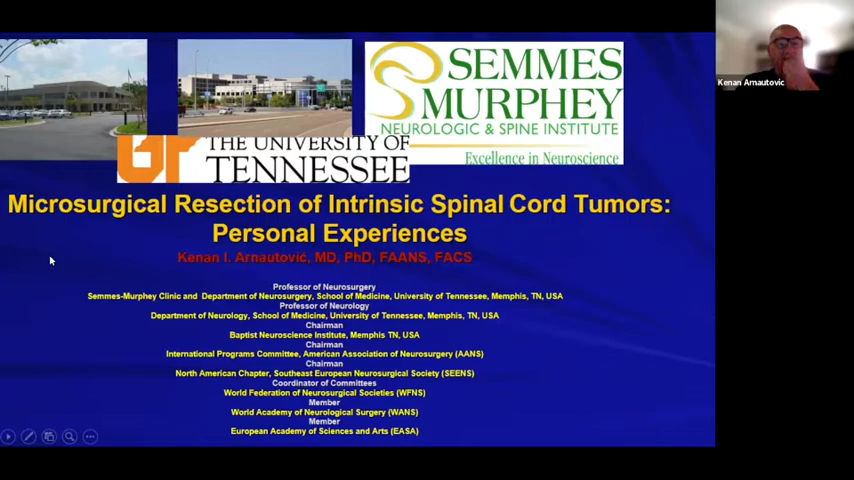 SEMMES
MURPHEY
NEUROLOGIC & SPINE INSTITUTE
Excellence in Neuroscience
THE UNIVERSITY OF
TENNESSEE
Microsurgical Resection of Intrinsic Spinal Cord Tumors:
Personal Experiences
Kenan I. Arnautović, MD, PhD, FAANS, FACS
Professor of Neurosurgery
Semmes-Murphey Clinic and Department of Neurosurgery, School of Medicine, University of Tennessee, Memphis, TN, USA
Professor of Neurology
Department of Neurology, School of Medicine, University of Tennessee, Memphis, TN, USA
Chairman
Baptist Neuroscience Institute, Memphis TN, USA
Chairman
International Programs Committee, American Association of Neurosurgery (AANS)
Chairman
North American Chapter, Southeast European Neurosurgical Society (SEENS)
Coordinator of Committees
World Federation of Neurosurgical Societies (WFNS)
Member
World Academy of Neurological Surgery (WANS)
Member
European Academy of Sciences and Arts (EASA)
Kenan Arnautovic